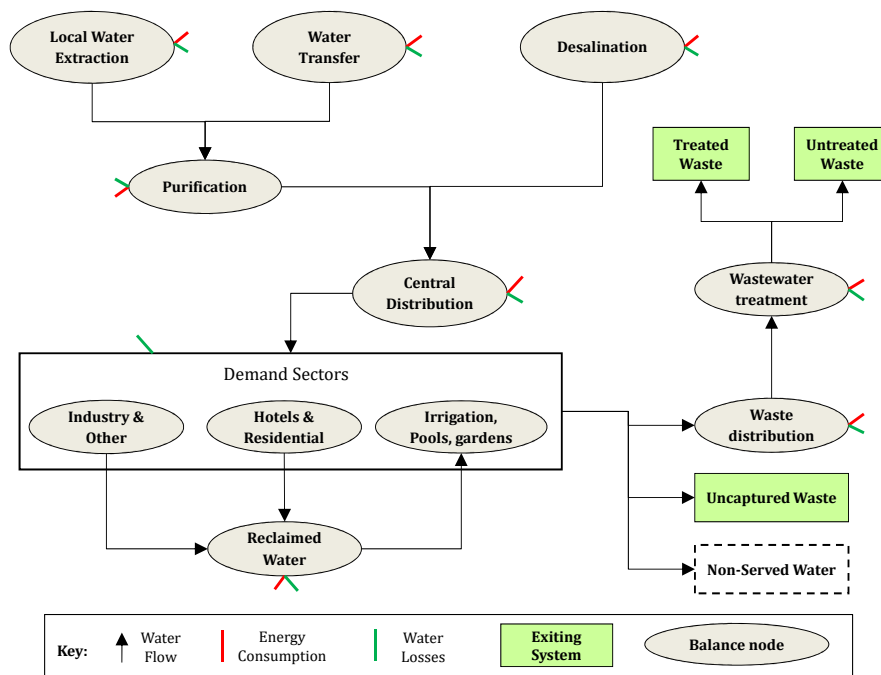 Local Water
Extraction
Water
Transfer
Desalination
Treated
Waste
Untreated
Waste
Purification
Central
Distribution
Wastewater
treatment
Demand Sectors
Industry &
Other
Hotels &
Residential
Irrigation,
Pools, gardens
Waste
distribution
Uncaptured Waste
Reclaimed
Water
Non-Served Water
Key:
Water
Flow
Energy
Consumption
Water
Losses
Exiting
System
Balance node